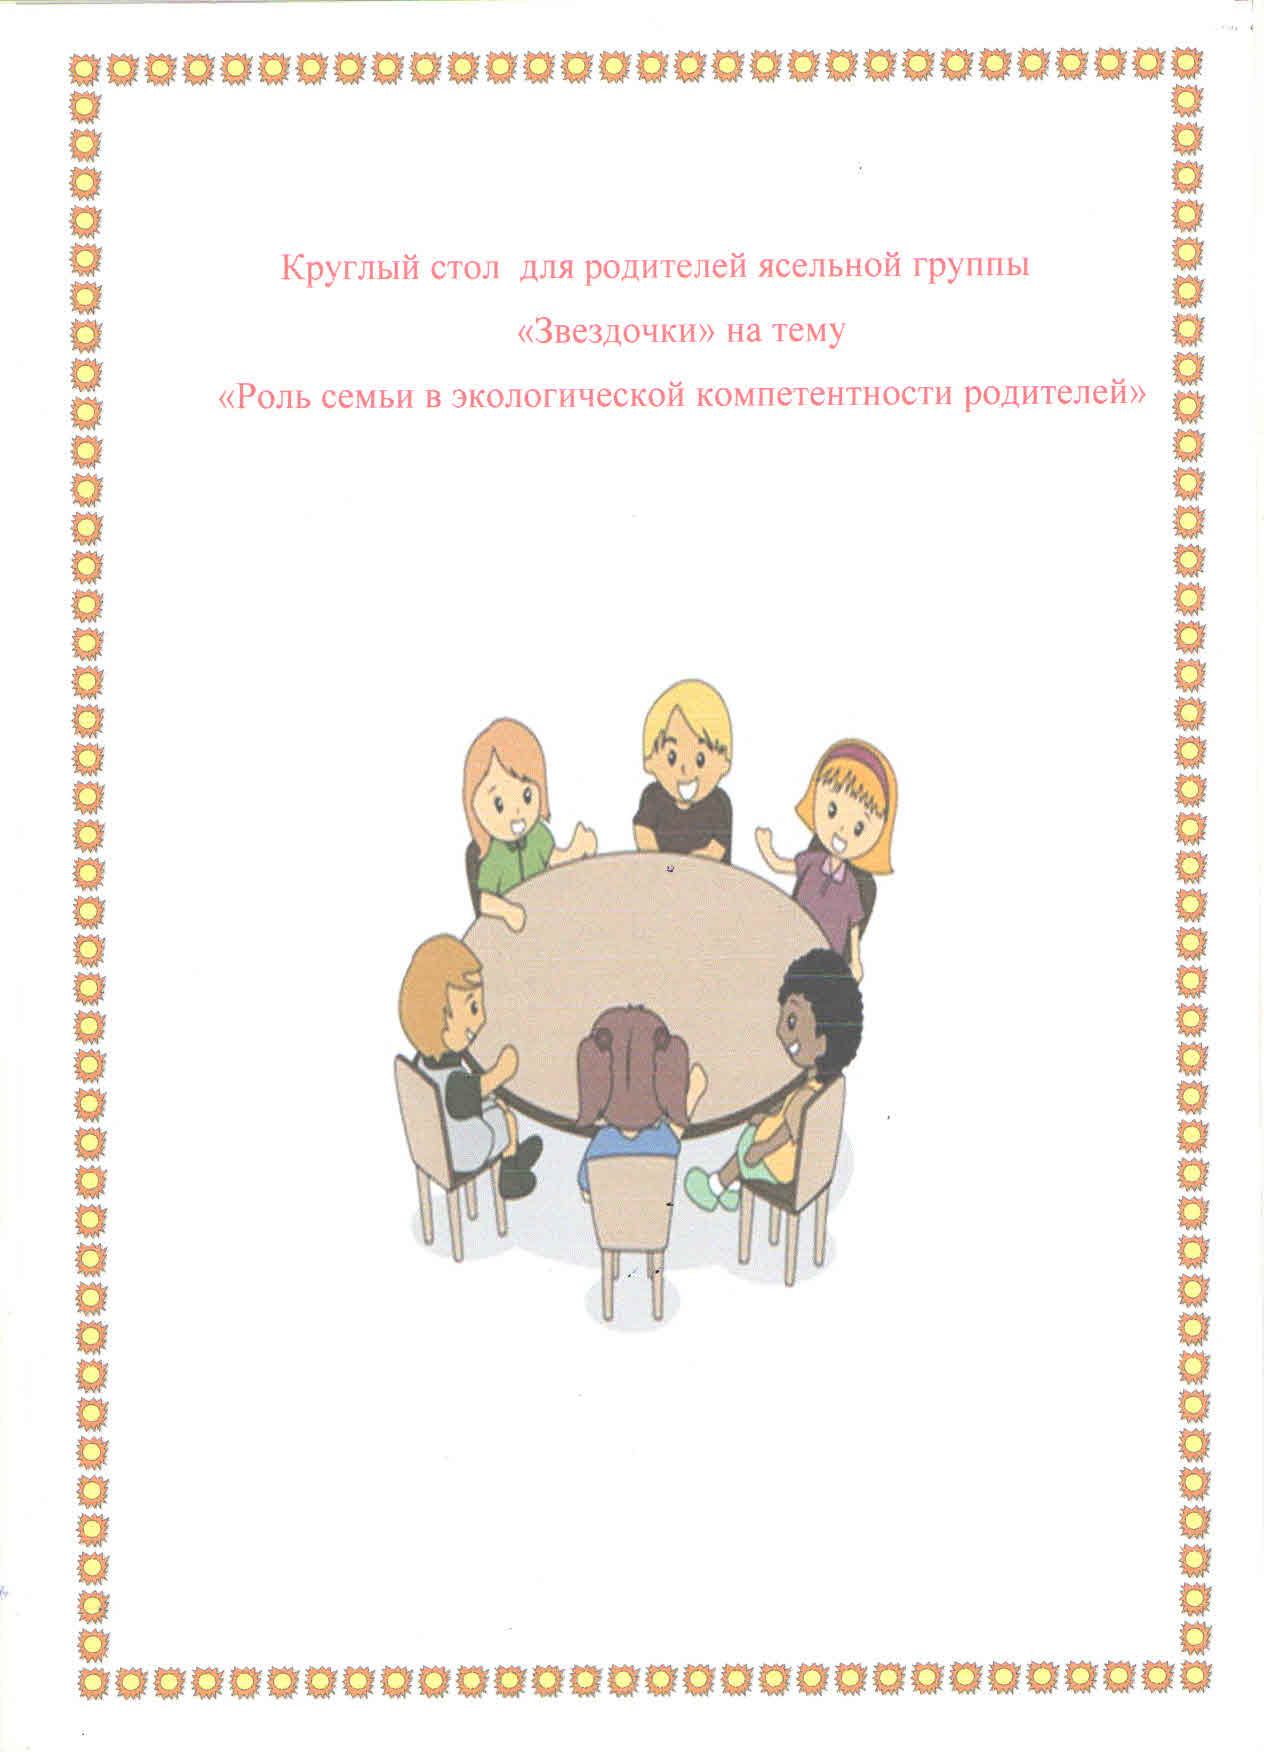 Круглый стол для родителей ясельной группы
«Звездочки» на тему
«Роль семьи в экологической компетентности родителей»